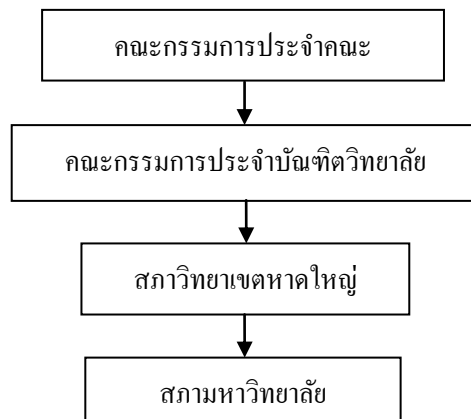 คณะกรรมการประจำคณะ
คณะกรรมการประจำบัณฑิตวิทยาลัย
สภาวิทยาเขตหาดใหญ่
สภามหาวิทยาลัย